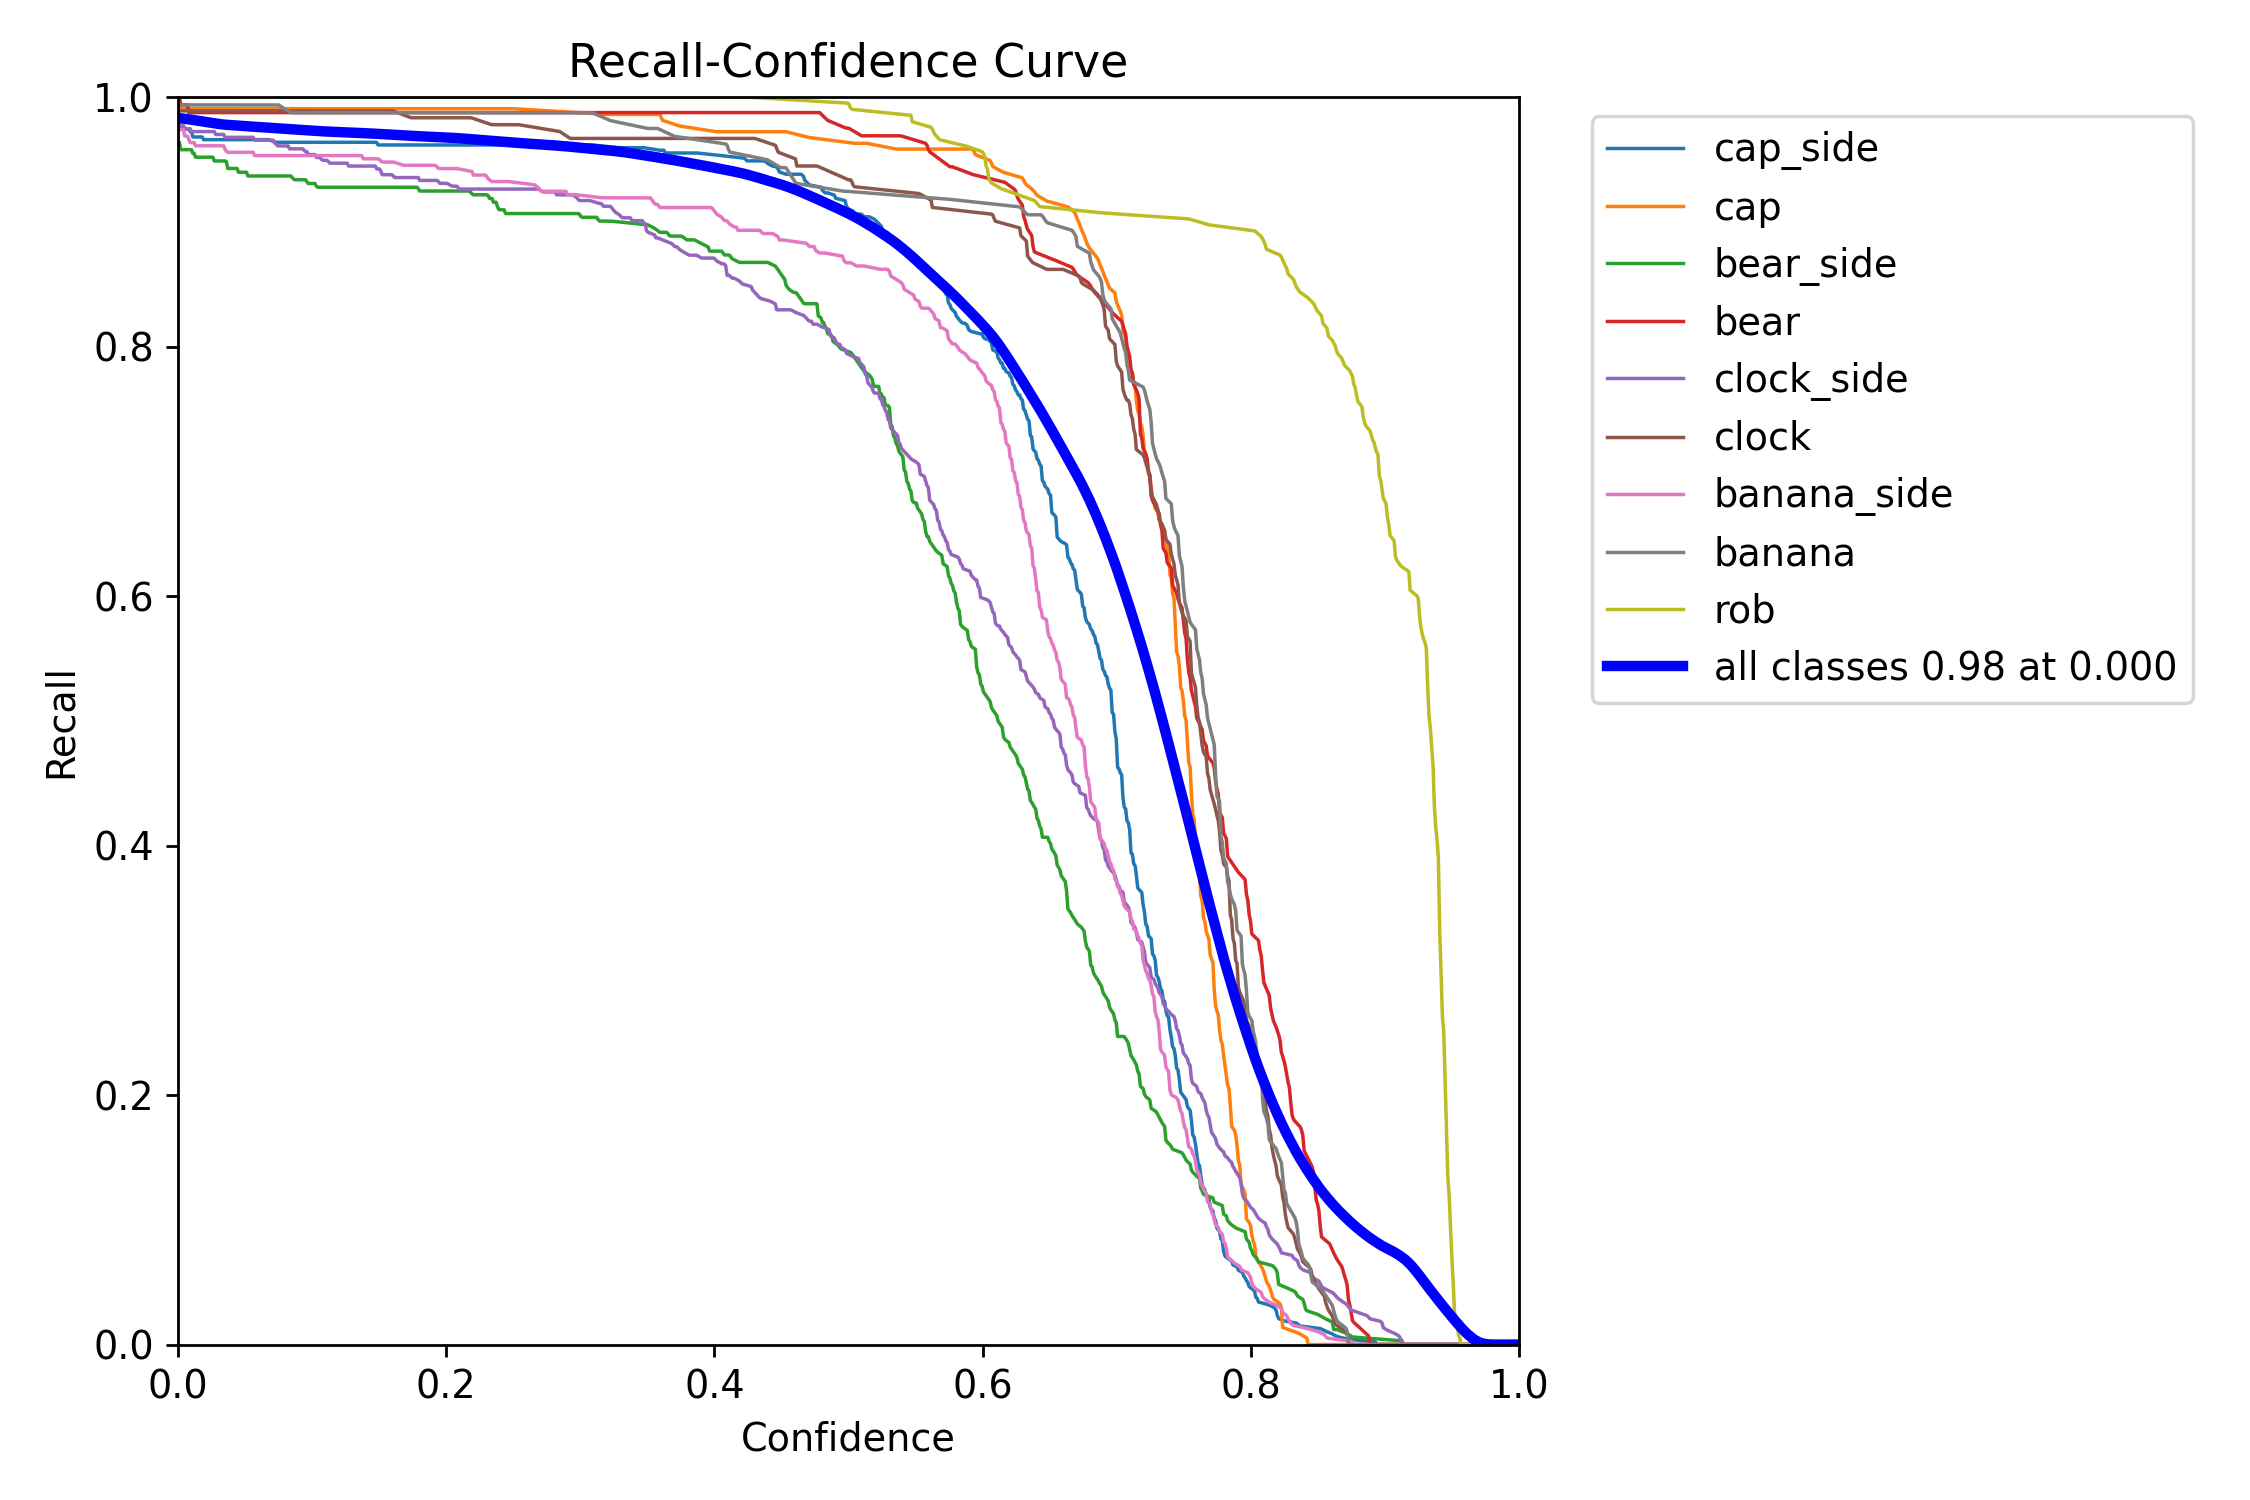 Recall-Confidence Curve
1.0
0.8
0.6
0.4
0.2
0.0
Recall
0.0 0.2 0.4 0.6 0.8 1.0
Confidence
cap_side
cap
bear_side
bear
clock_side
clock
banana_side
banana
rob
all classes 0.98 at 0.000